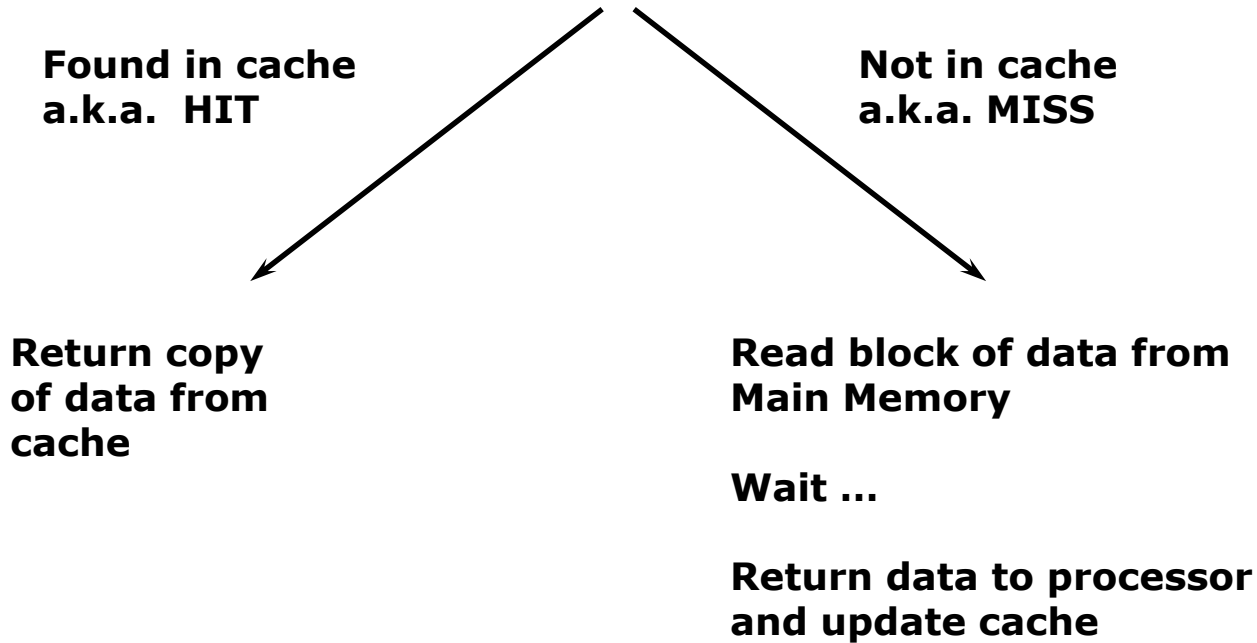 Found in cache
a.k.a.  HIT
Not in cache
a.k.a. MISS
Return copy
of data from
cache
Read block of data from
Main Memory
Wait ...
Return data to processor
and update cache